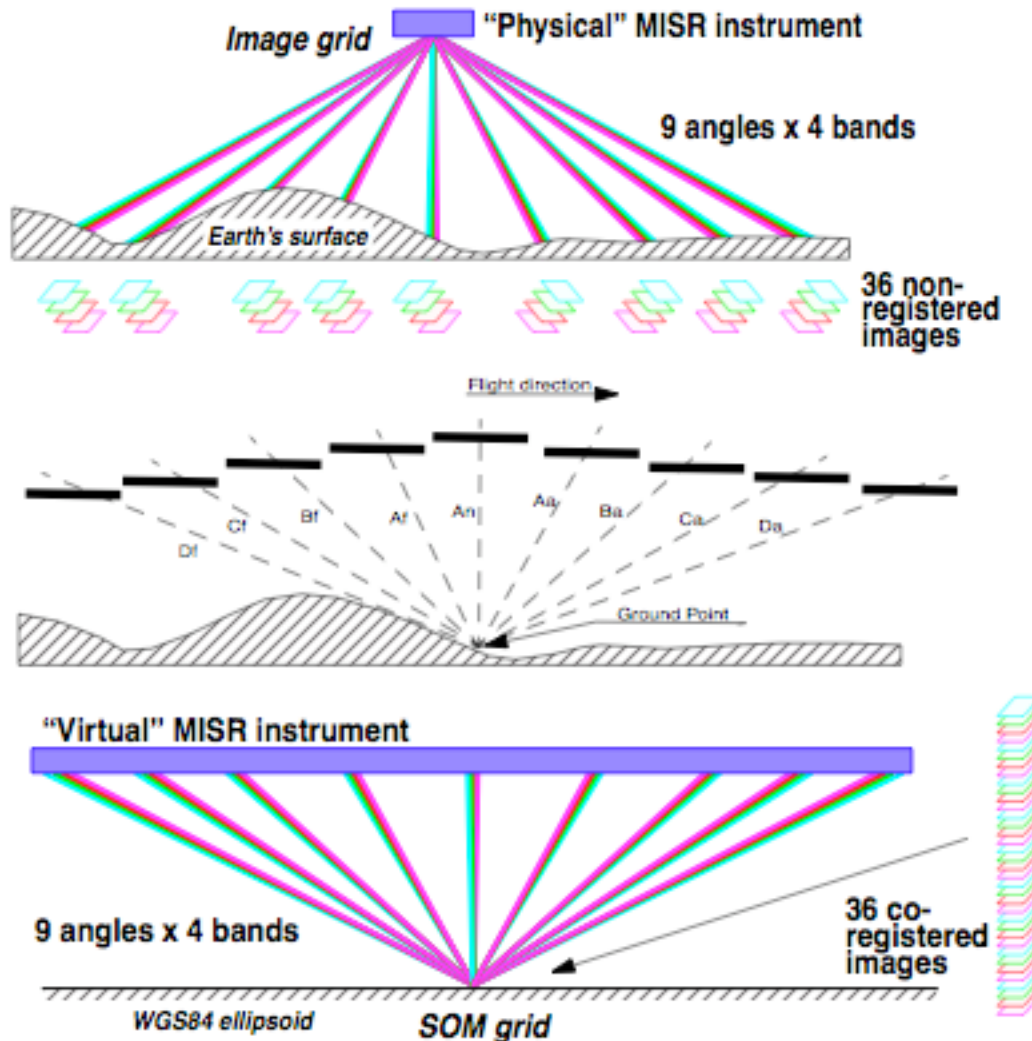 Image grid
“Physical” MISR instrument
9 angles x 4 bands
Earth's surface
36 non-
registered
images
Flight direction
Df
Cf
Bf
Af
An
Aa
Ba
Ca
Da
Ground Point
“Virtual” MISR instrument
9 angles x 4 bands
36 co-
registered
images
WGS84 ellipsoid
SOM grid